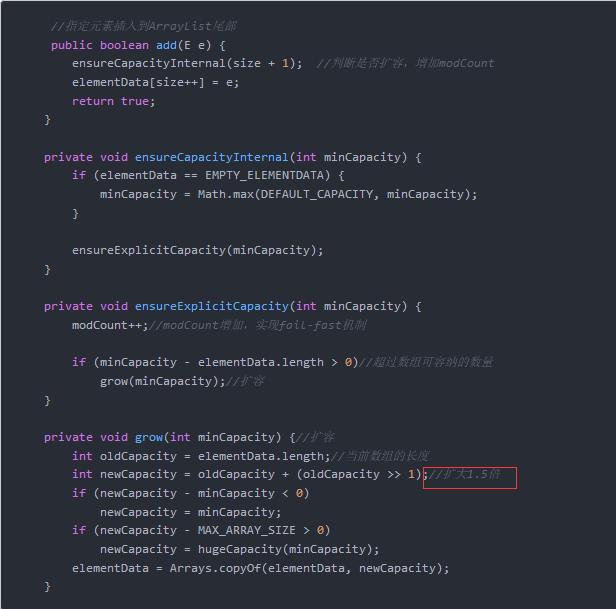 //指定元素插入到ArrayList尾部
public boolean add(E e) {
ensureCapacityInternal(size + 1);  //判断是否扩容，增加modCount
elementData[size++] = e;
return true;
}
private void ensureCapacityInternal(int minCapacity) {
if (elementData == EMPTY_ELEMENTDATA) {
minCapacity = Math.max(DEFAULT_CAPACITY, minCapacity);
}
ensureExplicitCapacity(minCapacity);
}
private void ensureExplicitCapacity(int minCapacity) {
modCount++;//modCount增加，实现fail-fast机制
if (minCapacity - elementData.length > 0)//超过数组可容纳的数量
grow(minCapacity);//扩容
}
private void grow(int minCapacity) {//扩容
int oldCapacity = elementData.length;//当前数组的长度
int newCapacity = oldCapacity + (oldCapacity >> 1);//扩大1.5倍
if (newCapacity - minCapacity < 0)
newCapacity = minCapacity;
if (newCapacity - MAX_ARRAY_SIZE > 0)
newCapacity = hugeCapacity(minCapacity);
elementData = Arrays.copyOf(elementData, newCapacity);
}